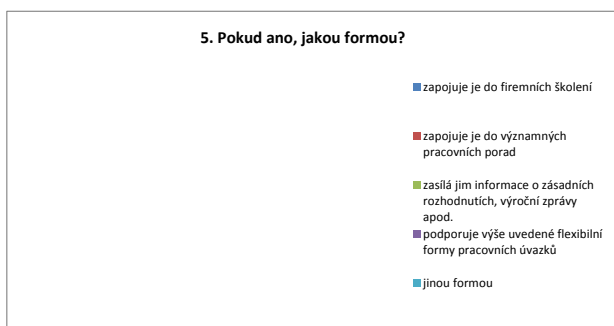 5. Pokud ano, jakou formou?
zapojuje je do firemních školení
zapojuje je do významných
pracovních porad
zasílá jim informace o zásadních
rozhodnutích, výroční zprávy
apod.
podporuje výše uvedené flexibilní
formy pracovních úvazků
jinou formou